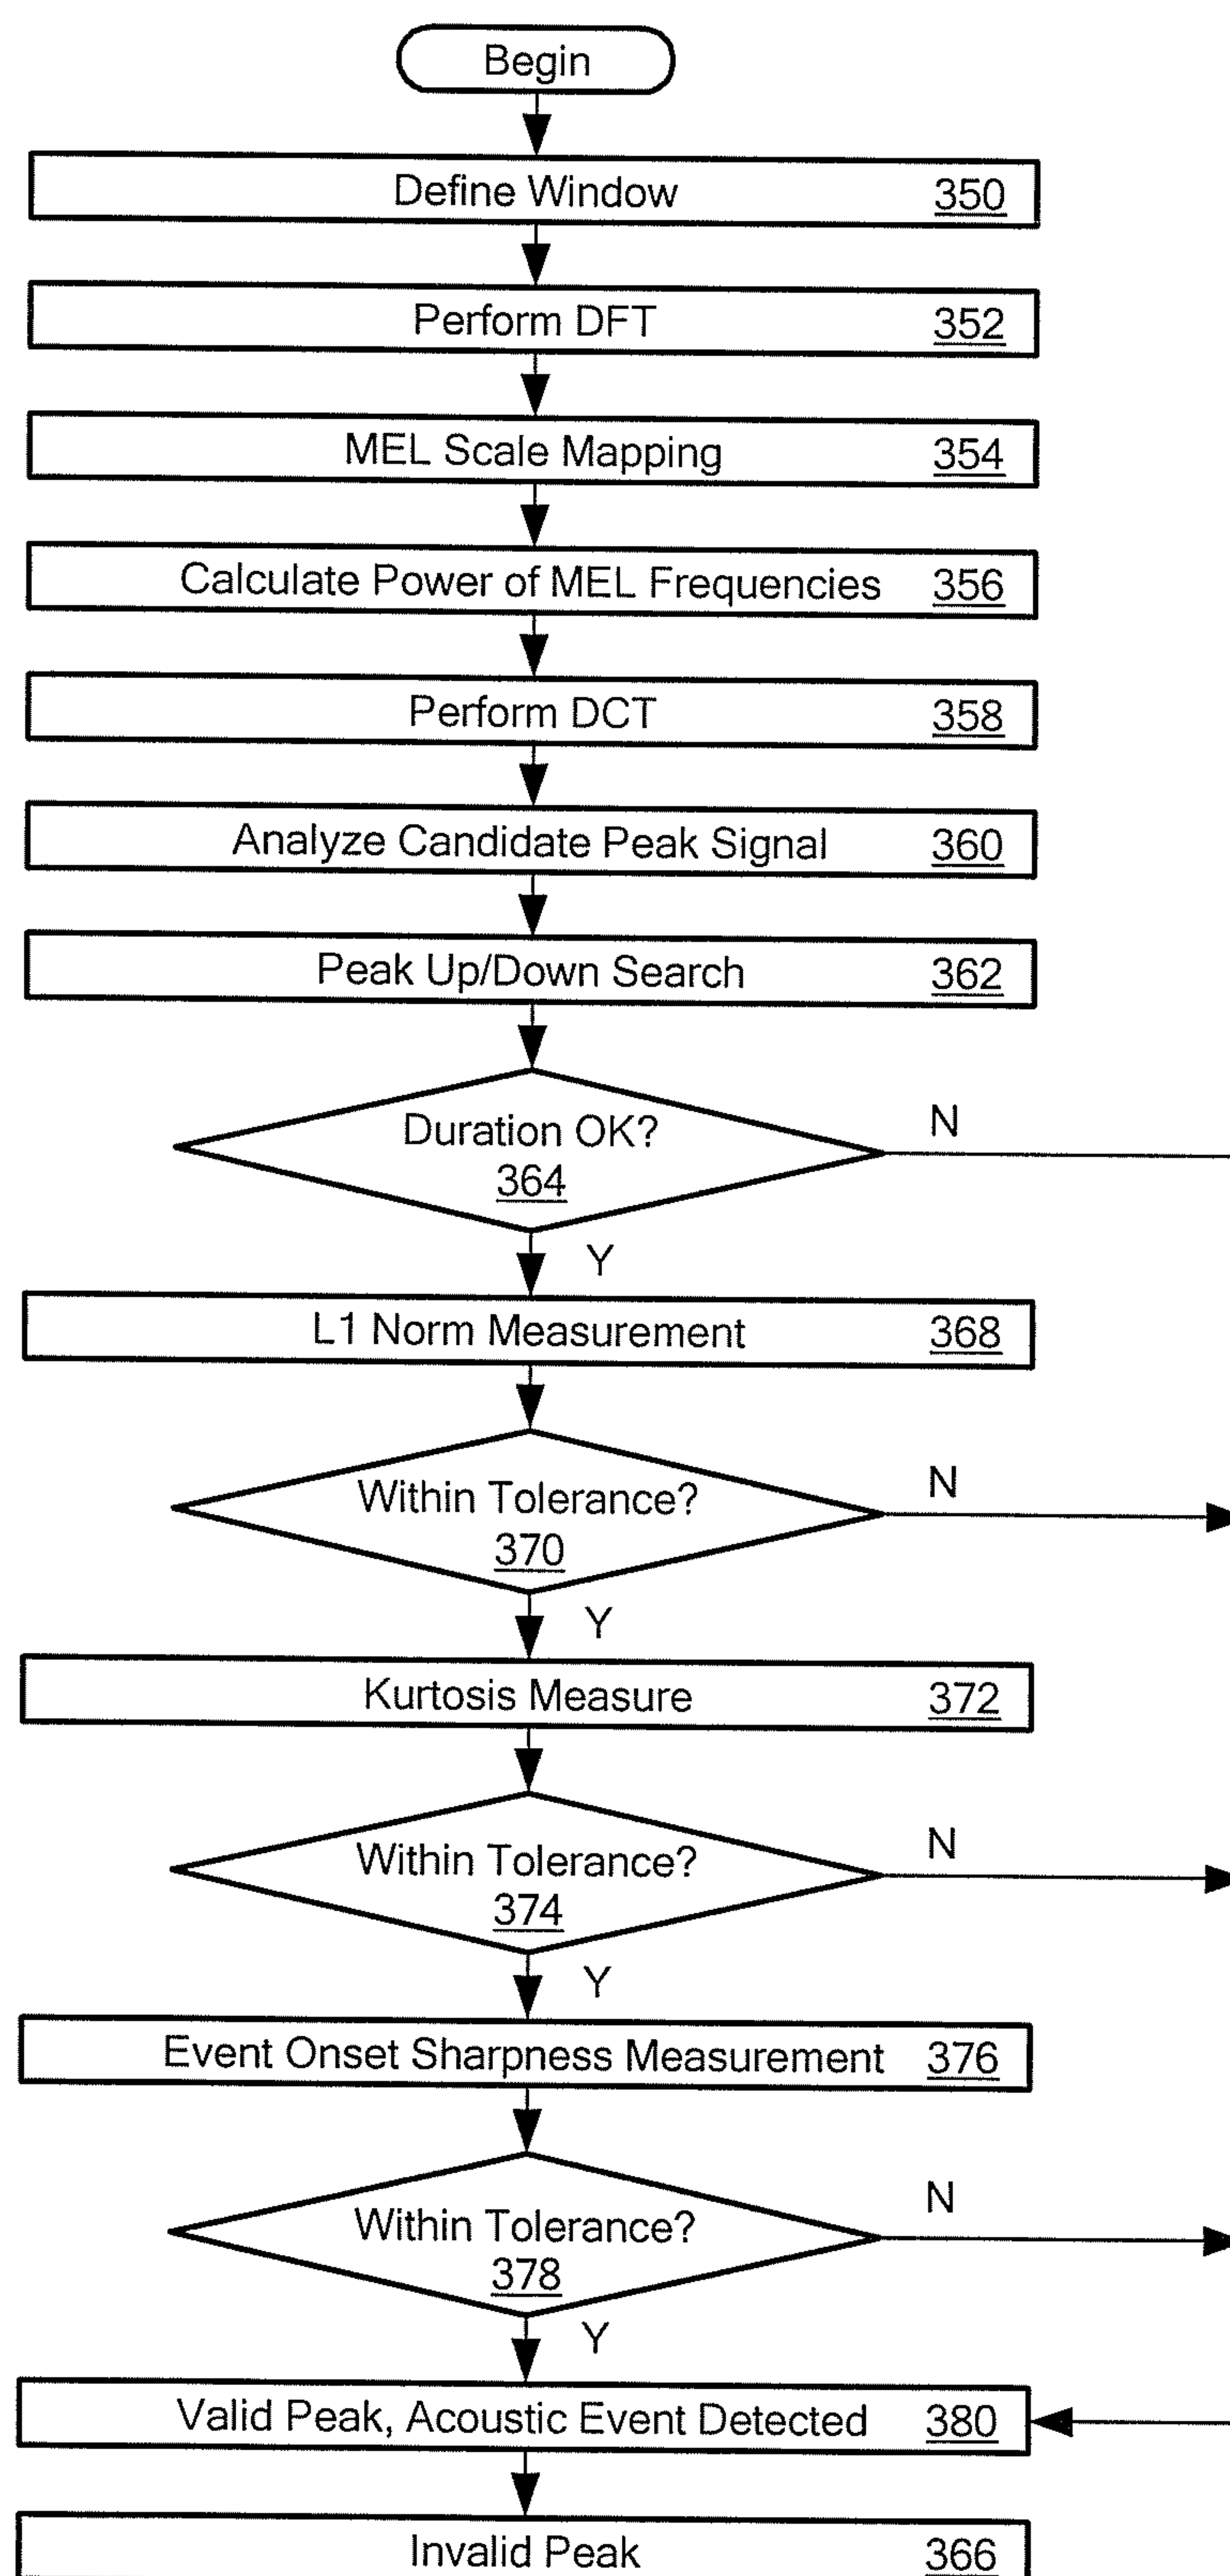 Begin
Define Window 350
Perform DFT 352
MEL Scale Mapping 354
Calculate Power of MEL Frequencies 356
Perform DCT 358
Analyze Candidate Peak Signal 360
Peak Up/Down Search 362
Duration OK?
364
N
Y
L1 Norm Measurement 368
Within Tolerance?
370
N
Y
Kurtosis Measure 372
Within Tolerance?
374
N
Y
Event Onset Sharpness Measurement 376
Within Tolerance?
378
N
Y
Valid Peak, Acoustic Event Detected 380
Invalid Peak 366